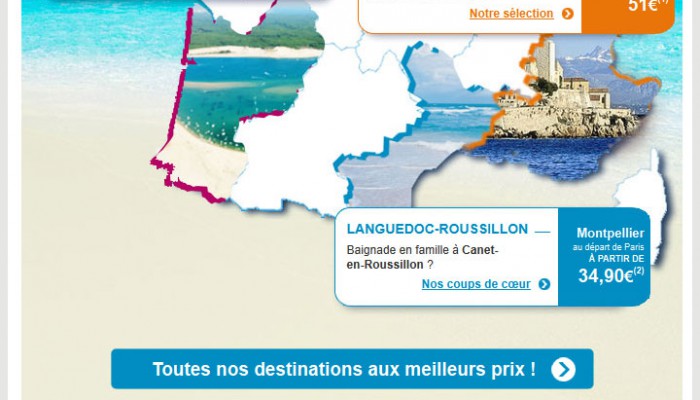 51€(1)
Notre sélection
LANGUEDOC-ROUSSILLON
Baignade en famille à Canet-
en-Roussillon ?
Nos coups de cœur
Montpellier
au départ de Paris
À PARTIR DE
34,90€(2)
Toutes nos destinations aux meilleurs prix !